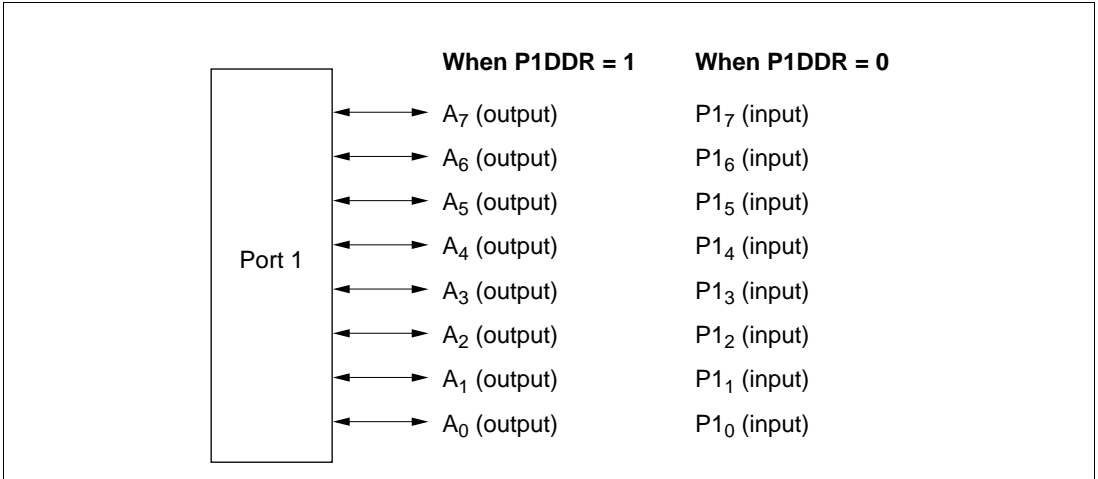 When P1DDR = 1 When P1DDR = 0
A7 (output) P17 (input)
A6 (output) P16 (input)
A5 (output) P15 (input)
Port 1 A4 (output) P14 (input)
A3 (output) P13 (input)
A2 (output) P12 (input)
A1 (output) P11 (input)
A0 (output) P10 (input)